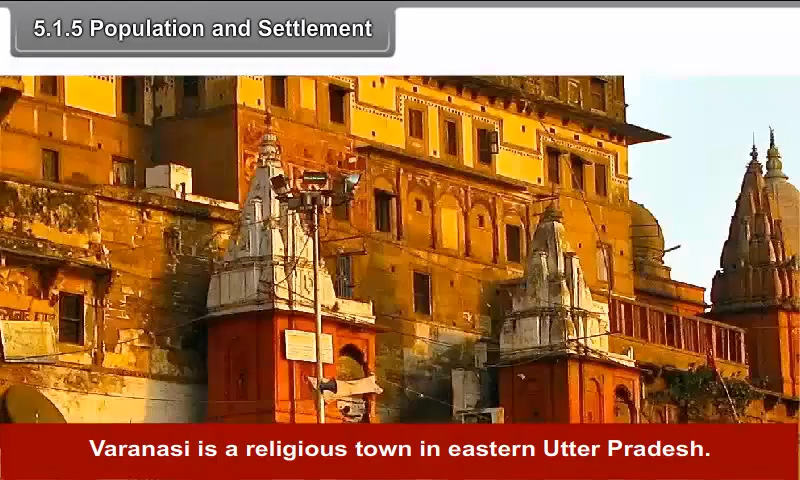 5.1.5 Population and Settlement
Varanasi is a religious town in eastern Utter Pradesh.